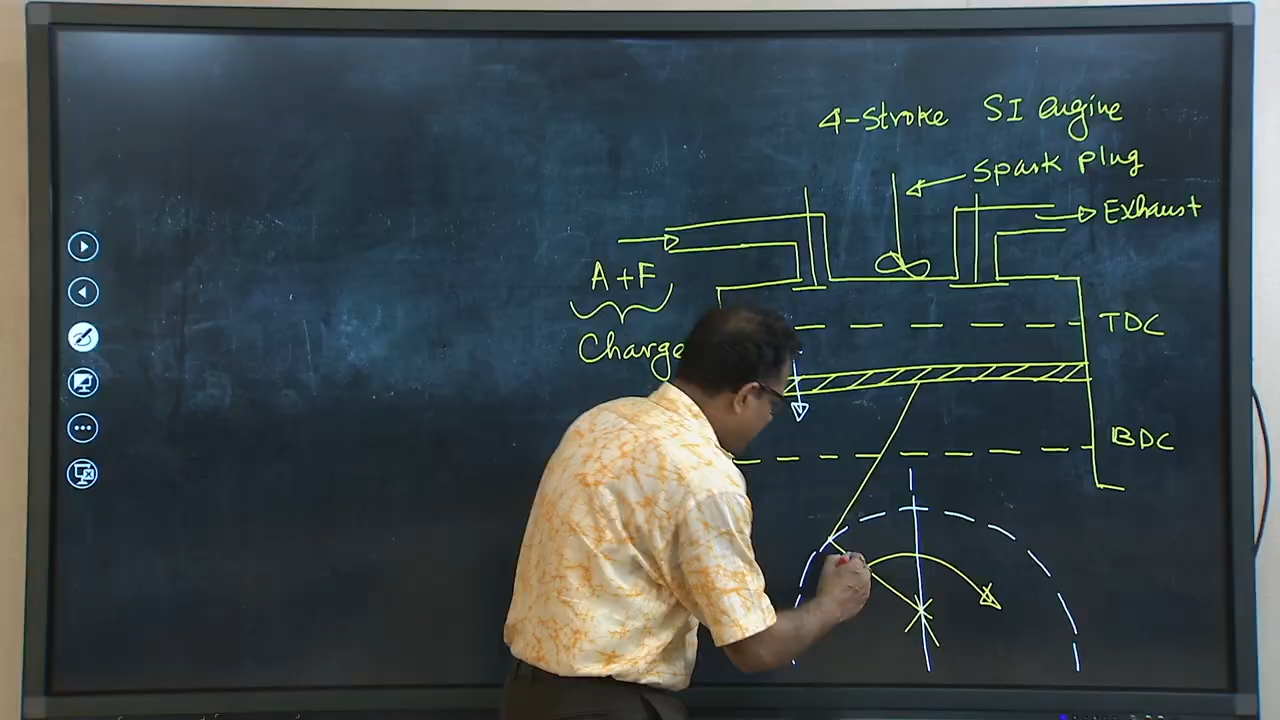 4-Stroke SI engine
Spark plug
Exhaust
A+F
Charge
TDC
BDC